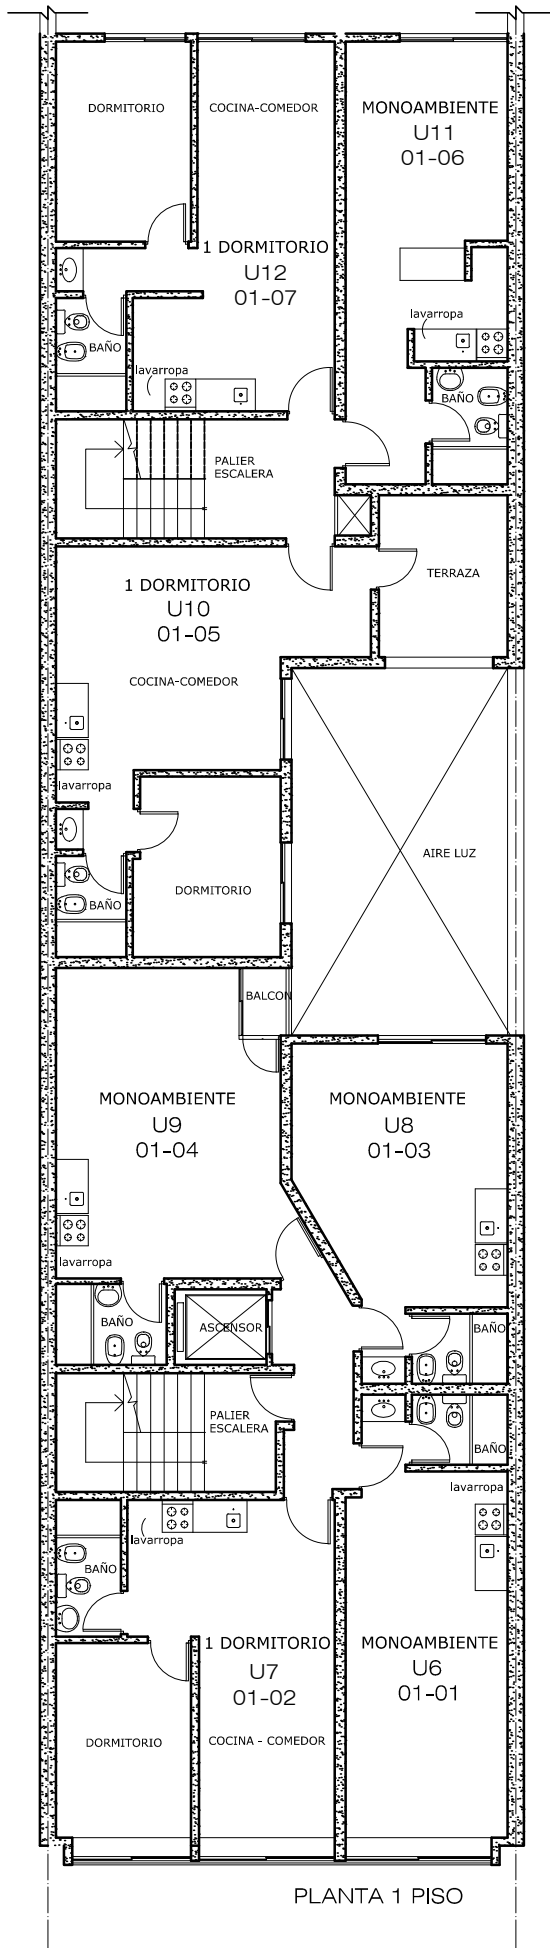 DORMITORIO
COCINA-COMEDOR
MONOAMBIENTE
U11
01-06
1 DORMITORIO
U12
01-07
lavarropa
BAÑO
lavarropa
BAÑO
PALIER
ESCALERA
TERRAZA
1 DORMITORIO
U10
01-05
COCINA-COMEDOR
lavarropa
AIRE LUZ
DORMITORIO
BAÑO
BALCON
MONOAMBIENTE
U9
01-04
MONOAMBIENTE
U8
01-03
lavarropa
BAÑO
ASCENSOR
BAÑO
PALIER
ESCALERA
BAÑO
lavarropa
lavarropa
BAÑO
1 DORMITORIO
U7
01-02
MONOAMBIENTE
U6
01-01
DORMITORIO
COCINA - COMEDOR
PLANTA 1 PISO